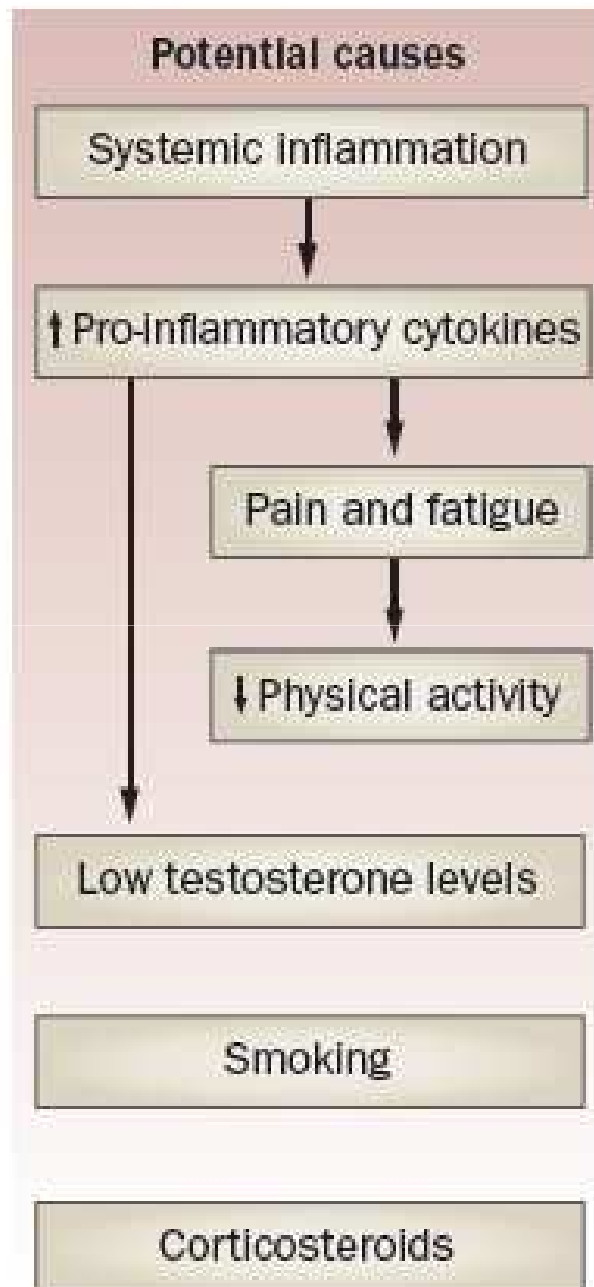 Potential causes
Systemic inflammation
↑ Pro-inflammatory cytokines
Pain and fatigue
↓ Physical activity
Low testosterone levels
Smoking
Corticosteroids